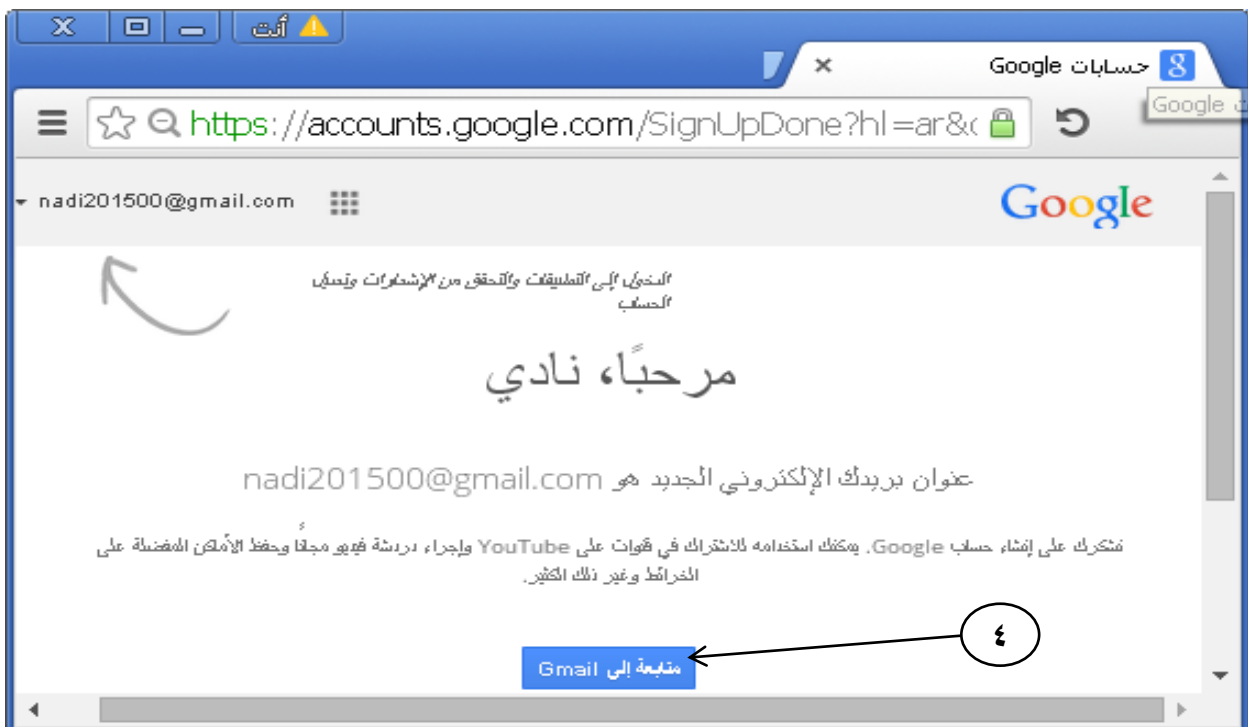 أنت
حسابات Google
Google
https://accounts.google.com/SignUpDone?hl=ar&
nadi201500@gmail.com
Google
الدخول إلى التطبيقات والتحقق من الإشعارات وتعديل
الحساب
مرحبًا، نادي
عنوان بريدك الإلكتروني الجديد هو nadi201500@gmail.com
نشكرك على إنشاء حساب Google. يمكنك استخدامه للاشتراك في قنوات على YouTube وإجراء دردشة فيديو مجانًا وحفظ الأماكن المفضلة على
الخرائط وغير ذلك الكثير.
٤
متابعة إلى Gmail